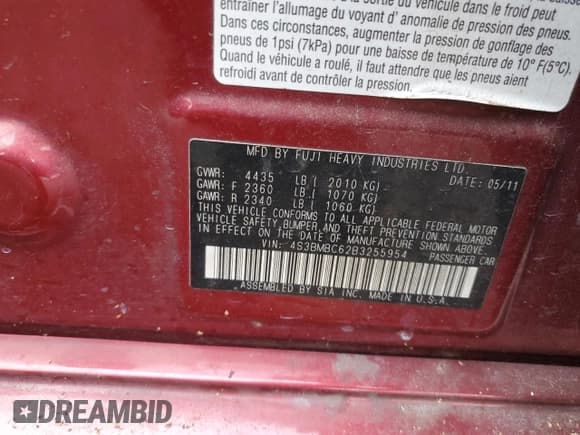 entraîner l'allumage du voyant d' anomalie de pression des pneus.
Dans ces circonstances, augmenter la pression de gonflage des
pneus de 1psi (7kPa) pour une baisse de température de 10° F(5°C).
Quand le véhicule a roulé, il faut attendre que les pneus aient
refroidi avant de contrôler la pression.
MFD BY FUJI HEAVY INDUSTRIES LTD.
GVWR: 4435 LB ( 2010 KG) DATE: 05/11
GAWR: F 2360 LB ( 1070 KG)
GAWR: R 2340 LB ( 1060 KG)
THIS VEHICLE CONFORMS TO ALL APPLICABLE FEDERAL MOTOR
VEHICLE SAFETY,BUMPER,AND THEFT PREVENTION STANDARDS
IN EFFECT ON THE DATE OF MANUFACTURE SHOWN ABOVE.
VIN: 4S3BMBC62B3255954 PASSENGER CAR
ASSEMBLED BY SIA INC. MADE IN U.S.A.
DREAMBID